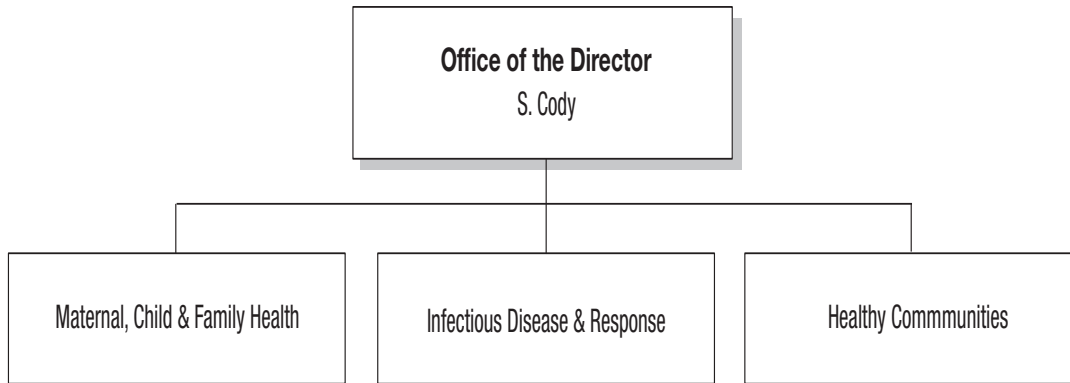 Office of the Director
S. Cody
Maternal, Child & Family Health
Infectious Disease & Response
Healthy Commmunities